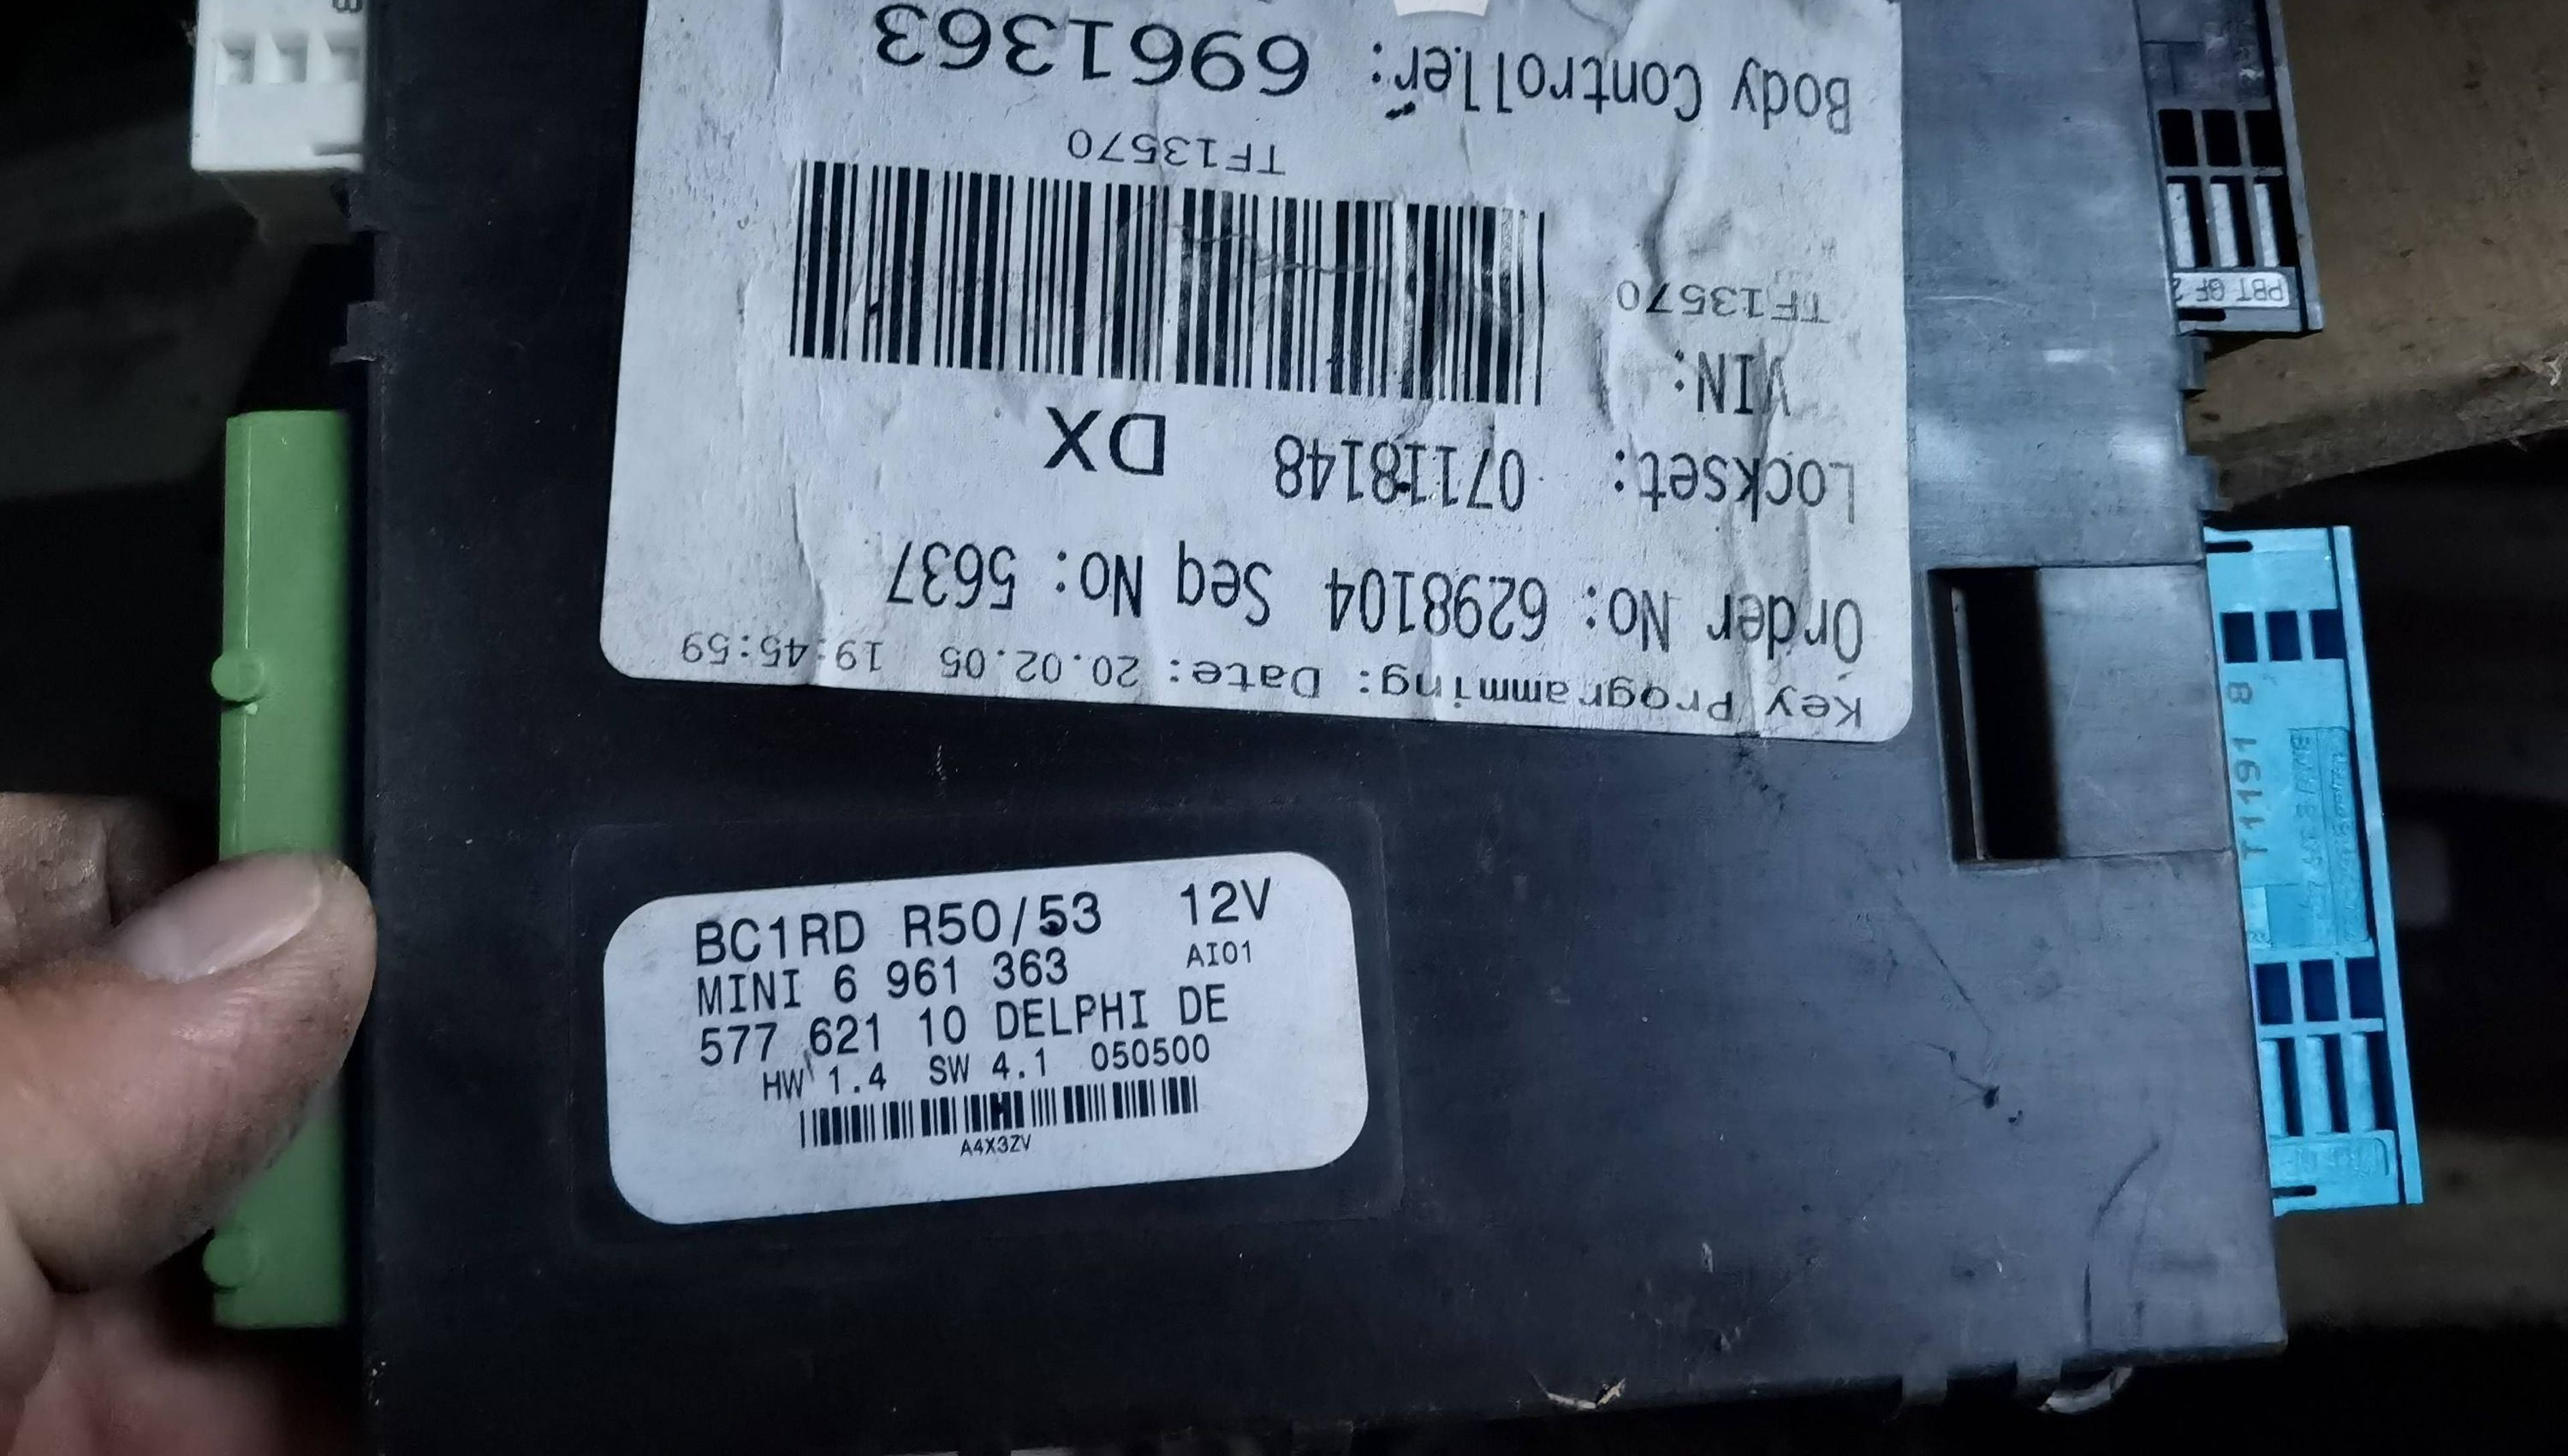 Key Programming: Date: 20.02.05 19:45:59
Order No: 6298104 Seq No: 5637
Lockset: 07118148 DX
VIN:
TF13570
TF13570
Body Controller: 6961363
BC1RD R50/53 12V
MINI 6 961 363 AI01
577 621 10 DELPHI DE
HW 1.4 SW 4.1 050500
A4X3ZV
PBT GF
T1191 8